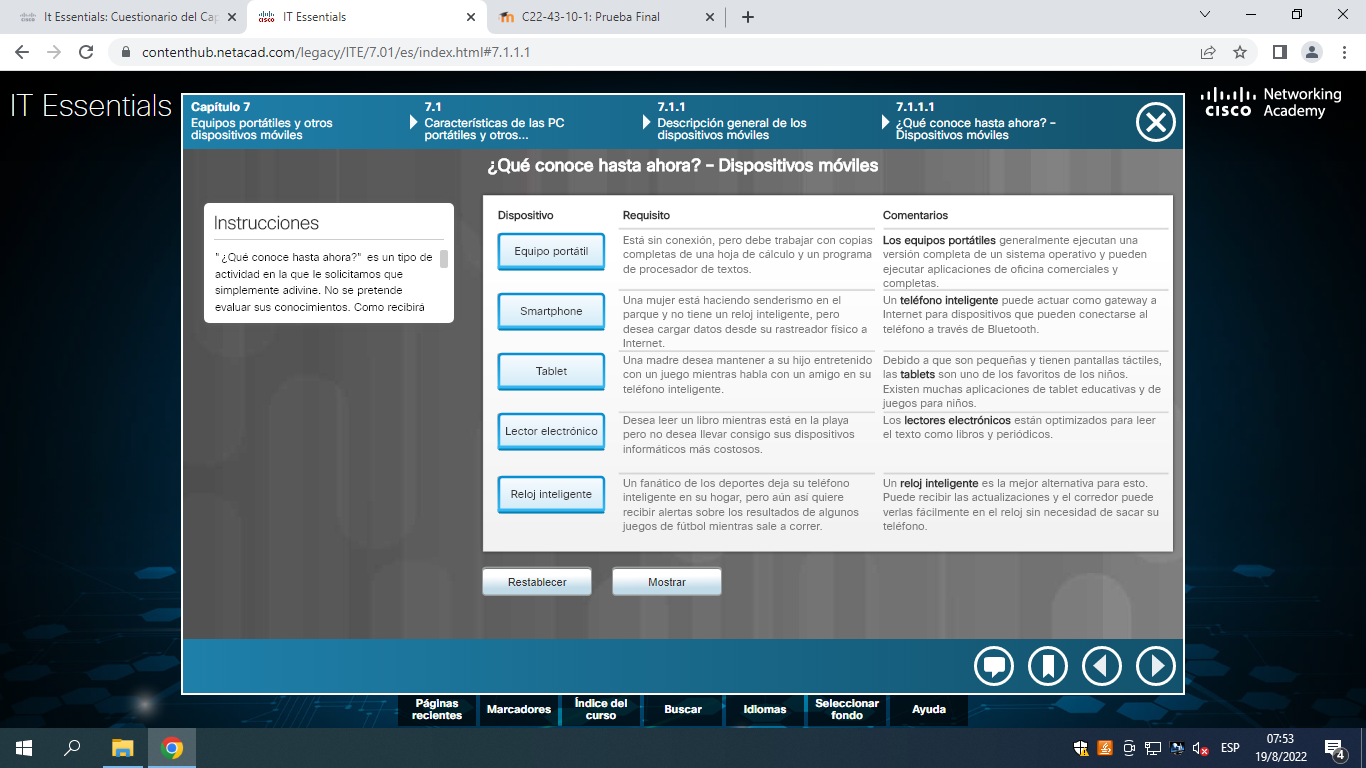 It Essentials: Cuestionario del Cap
IT Essentials
C22-43-10-1: Prueba Final
contenthub.netacad.com/legacy/ITE/7.01/es/index.html#7.1.1.1
IT Essentials
Capítulo 7
Equipos portátiles y otros
dispositivos móviles
7.1
Características de las PC
portátiles y otros...
7.1.1
Descripción general de los
dispositivos móviles
7.1.1.1
¿Qué conoce hasta ahora? –
Dispositivos móviles
CISCO
Networking
Academy
¿Qué conoce hasta ahora? – Dispositivos móviles
Instrucciones
"¿Qué conoce hasta ahora?" es un tipo de
actividad en la que le solicitamos que
simplemente adivine. No se pretende
evaluar sus conocimientos. Como recibirá
Dispositivo
Requisito
Comentarios
Equipo portátil
Está sin conexión, pero debe trabajar con copias
completas de una hoja de cálculo y un programa
de procesador de textos.
Los equipos portátiles generalmente ejecutan una
versión completa de un sistema operativo y pueden
ejecutar aplicaciones de oficina comerciales y
completas.
Smartphone
Una mujer está haciendo senderismo en el
parque y no tiene un reloj inteligente, pero
desea cargar datos desde su rastreador físico a
Internet.
Un teléfono inteligente puede actuar como gateway a
Internet para dispositivos que pueden conectarse al
teléfono a través de Bluetooth.
Tablet
Una madre desea mantener a su hijo entretenido
con un juego mientras habla con un amigo en su
teléfono inteligente.
Debido a que son pequeñas y tienen pantallas táctiles,
las tablets son uno de los favoritos de los niños.
Existen muchas aplicaciones de tablet educativas y de
juegos para niños.
Lector electrónico
Desea leer un libro mientras está en la playa
pero no desea llevar consigo sus dispositivos
informáticos más costosos.
Los lectores electrónicos están optimizados para leer
el texto como libros y periódicos.
Reloj inteligente
Un fanático de los deportes deja su teléfono
inteligente en su hogar, pero aún así quiere
recibir alertas sobre los resultados de algunos
juegos de fútbol mientras sale a correr.
Un reloj inteligente es la mejor alternativa para esto.
Puede recibir las actualizaciones y el corredor puede
verlas fácilmente en el reloj sin necesidad de sacar su
teléfono.
Restablecer
Mostrar
Páginas
recientes
Marcadores
Índice del
curso
Buscar
Idiomas
Seleccionar
fondo
Ayuda
ESP
07:53
19/8/2022
4